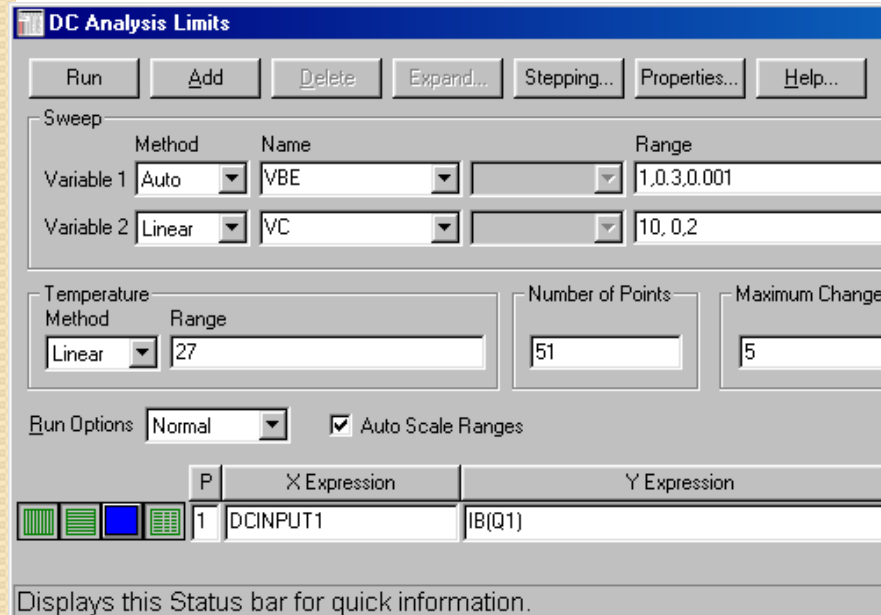 DC Analysis Limits
Run Add Delete Expand... Stepping... Properties... Help...
Sweep
Method Name Range
Variable 1 Auto VBE 1,0.3,0.001
Variable 2 Linear VC 10, 0,2
Temperature Number of Points Maximum Change
Method Range
Linear 27 51 5
Run Options Normal Auto Scale Ranges
P X Expression Y Expression
1 DCINPUT1 IB(Q1)
Displays this Status bar for quick information.